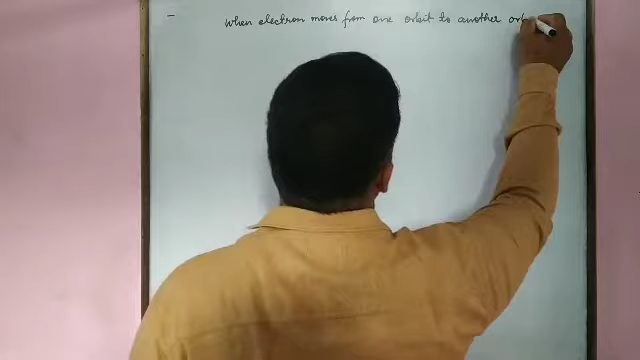 - when electron moves from one orbit to another